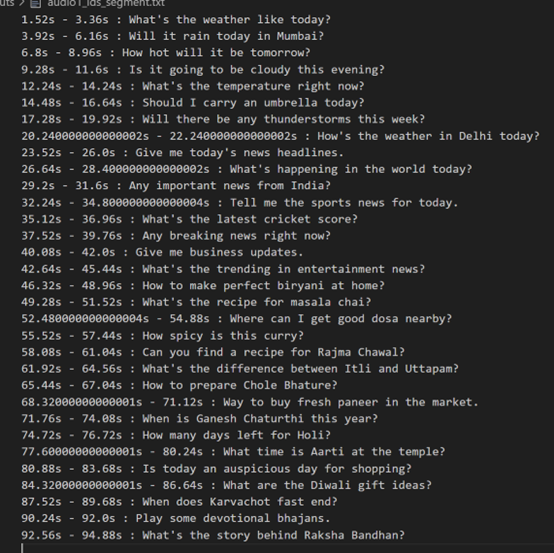 uts > audio1_ids_segment.txt
1.52s - 3.36s : What's the weather like today?
3.92s - 6.16s : Will it rain today in Mumbai?
6.8s - 8.96s : How hot will it be tomorrow?
9.28s - 11.6s : Is it going to be cloudy this evening?
12.24s - 14.24s : What's the temperature right now?
14.48s - 16.64s : Should I carry an umbrella today?
17.28s - 19.92s : Will there be any thunderstorms this week?
20.240000000000002s - 22.240000000000002s : How's the weather in Delhi today?
23.52s - 26.0s : Give me today's news headlines.
26.64s - 28.400000000000002s : What's happening in the world today?
29.2s - 31.6s : Any important news from India?
32.24s - 34.800000000000004s : Tell me the sports news for today.
35.12s - 36.96s : What's the latest cricket score?
37.52s - 39.76s : Any breaking news right now?
40.08s - 42.0s : Give me business updates.
42.64s - 45.44s : What's the trending in entertainment news?
46.32s - 48.96s : How to make perfect biryani at home?
49.28s - 51.52s : What's the recipe for masala chai?
52.480000000000004s - 54.88s : Where can I get good dosa nearby?
55.52s - 57.44s : How spicy is this curry?
58.08s - 61.04s : Can you find a recipe for Rajma Chawal?
61.92s - 64.56s : What's the difference between Itli and Uttapam?
65.44s - 67.04s : How to prepare Chole Bhature?
68.32000000000001s - 71.12s : Way to buy fresh paneer in the market.
71.76s - 74.08s : When is Ganesh Chaturthi this year?
74.72s - 76.72s : How many days left for Holi?
77.60000000000001s - 80.24s : What time is Aarti at the temple?
80.88s - 83.68s : Is today an auspicious day for shopping?
84.32000000000001s - 86.64s : What are the Diwali gift ideas?
87.52s - 89.68s : When does Karvachot fast end?
90.24s - 92.0s : Play some devotional bhajans.
92.56s - 94.88s : What's the story behind Raksha Bandhan?